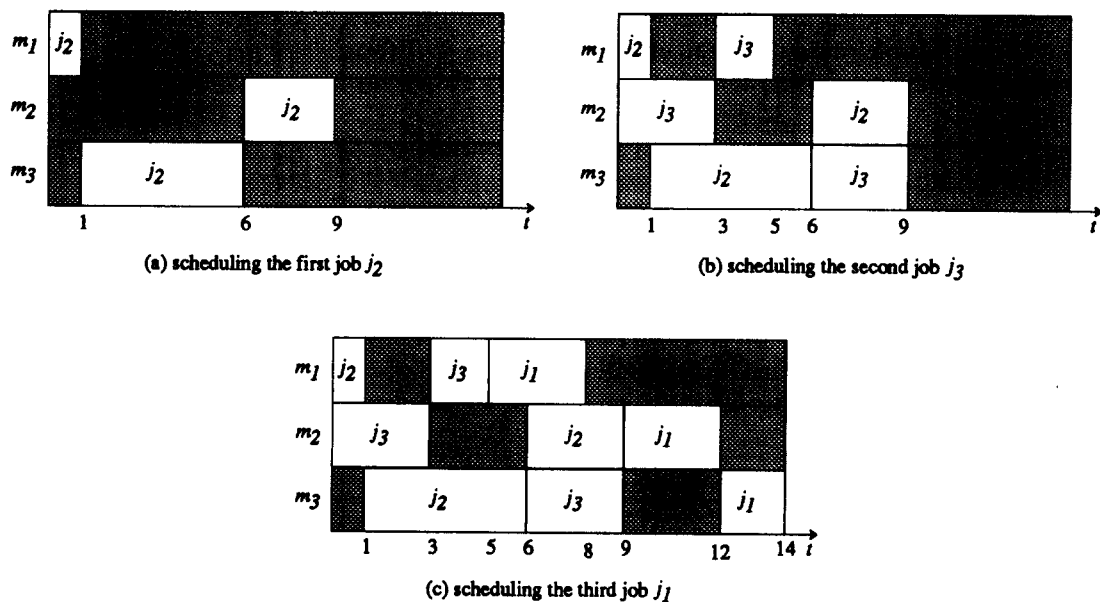 m1 j2
m2 j2
m3 j2
1 6 9 t
(a) scheduling the first job j2
m1 j2 j3
m2 j3 j2
m3 j2 j3
1 3 5 6 9 t
(b) scheduling the second job j3
m1 j2 j3 j1
m2 j3 j2 j1
m3 j2 j3 j1
1 3 5 6 8 9 12 14 t
(c) scheduling the third job j1